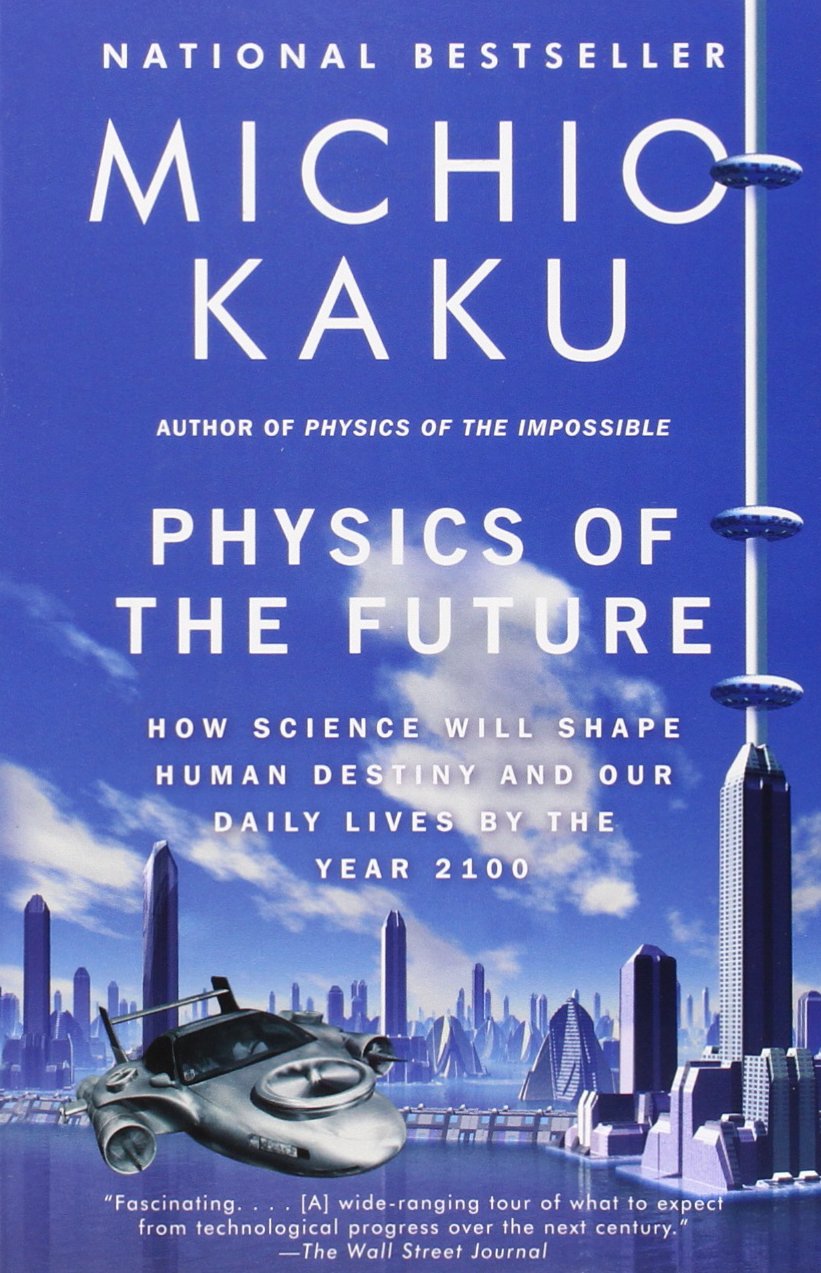 NATIONAL BESTSELLER
MICHIO
KAKU
AUTHOR OF PHYSICS OF THE IMPOSSIBLE
PHYSICS OF
THE FUTURE
HOW SCIENCE WILL SHAPE
HUMAN DESTINY AND OUR
DAILY LIVES BY THE
YEAR 2100
“Fascinating. . . . [A] wide-ranging tour of what to expect
from technological progress over the next century.”
—The Wall Street Journal